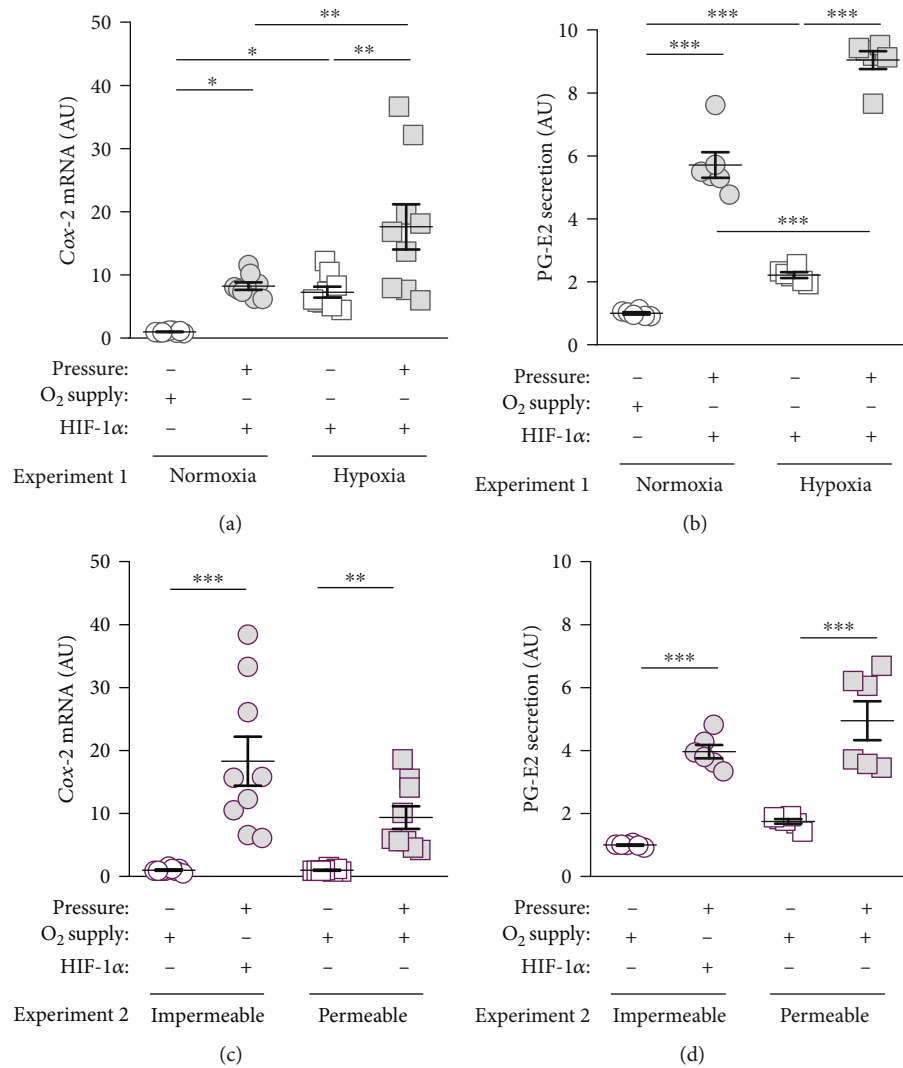 50
40
30
20
10
0
Cox-2 mRNA (AU)
**
*
**
*
Pressure: – + – +
O2 supply: + – – –
HIF-1α: – + + +
Experiment 1 Normoxia Hypoxia
(a)
10
8
6
4
2
0
PG-E2 secretion (AU)
*** ***
***
***
Pressure: – + – +
O2 supply: + – – –
HIF-1α: – + + +
Experiment 1 Normoxia Hypoxia
(b)
50
40
30
20
10
0
Cox-2 mRNA (AU)
*** **
Pressure: – + – +
O2 supply: + – + +
HIF-1α: – + – –
Experiment 2 Impermeable Permeable
(c)
10
8
6
4
2
0
PG-E2 secretion (AU)
***
***
Pressure: – + – +
O2 supply: + – + +
HIF-1α: – + – –
Experiment 2 Impermeable Permeable
(d)